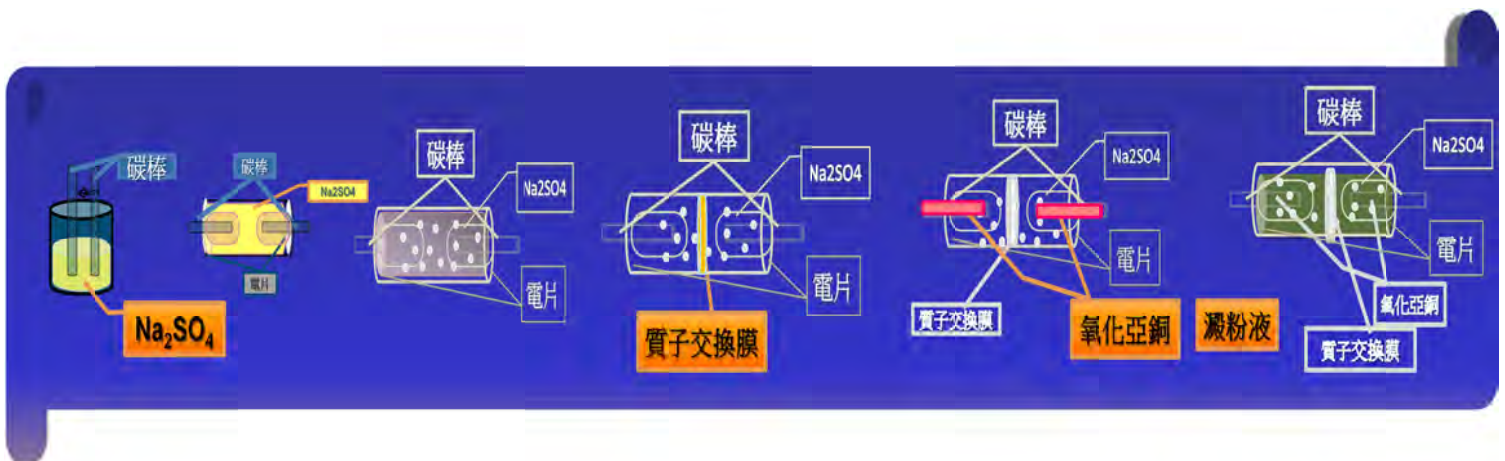 碳棒
Na₂SO₄
碳棒
Na2SO4
電片
碳棒
Na2SO4
電片
碳棒
Na2SO4
電片
質子交換膜
碳棒
Na2SO4
電片
質子交換膜
氧化亞銅
澱粉液
碳棒
Na2SO4
電片
氧化亞銅
質子交換膜